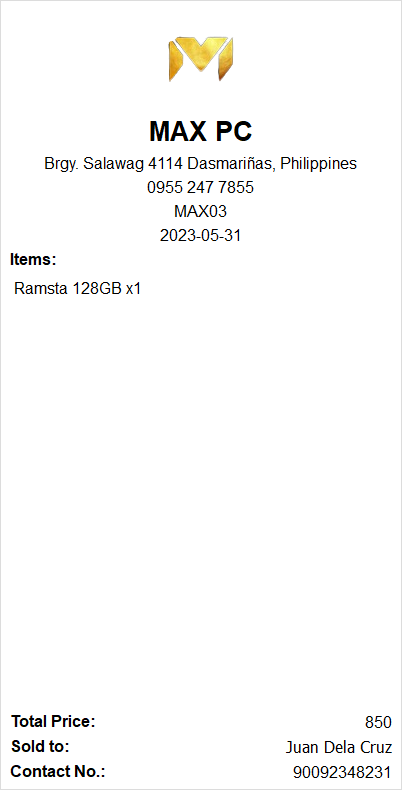 MAX PC
Brgy. Salawag 4114 Dasmariñas, Philippines
0955 247 7855
MAX03
2023-05-31
Items:
Ramsta 128GB x1
Total Price: 850
Sold to: Juan Dela Cruz
Contact No.: 90092348231